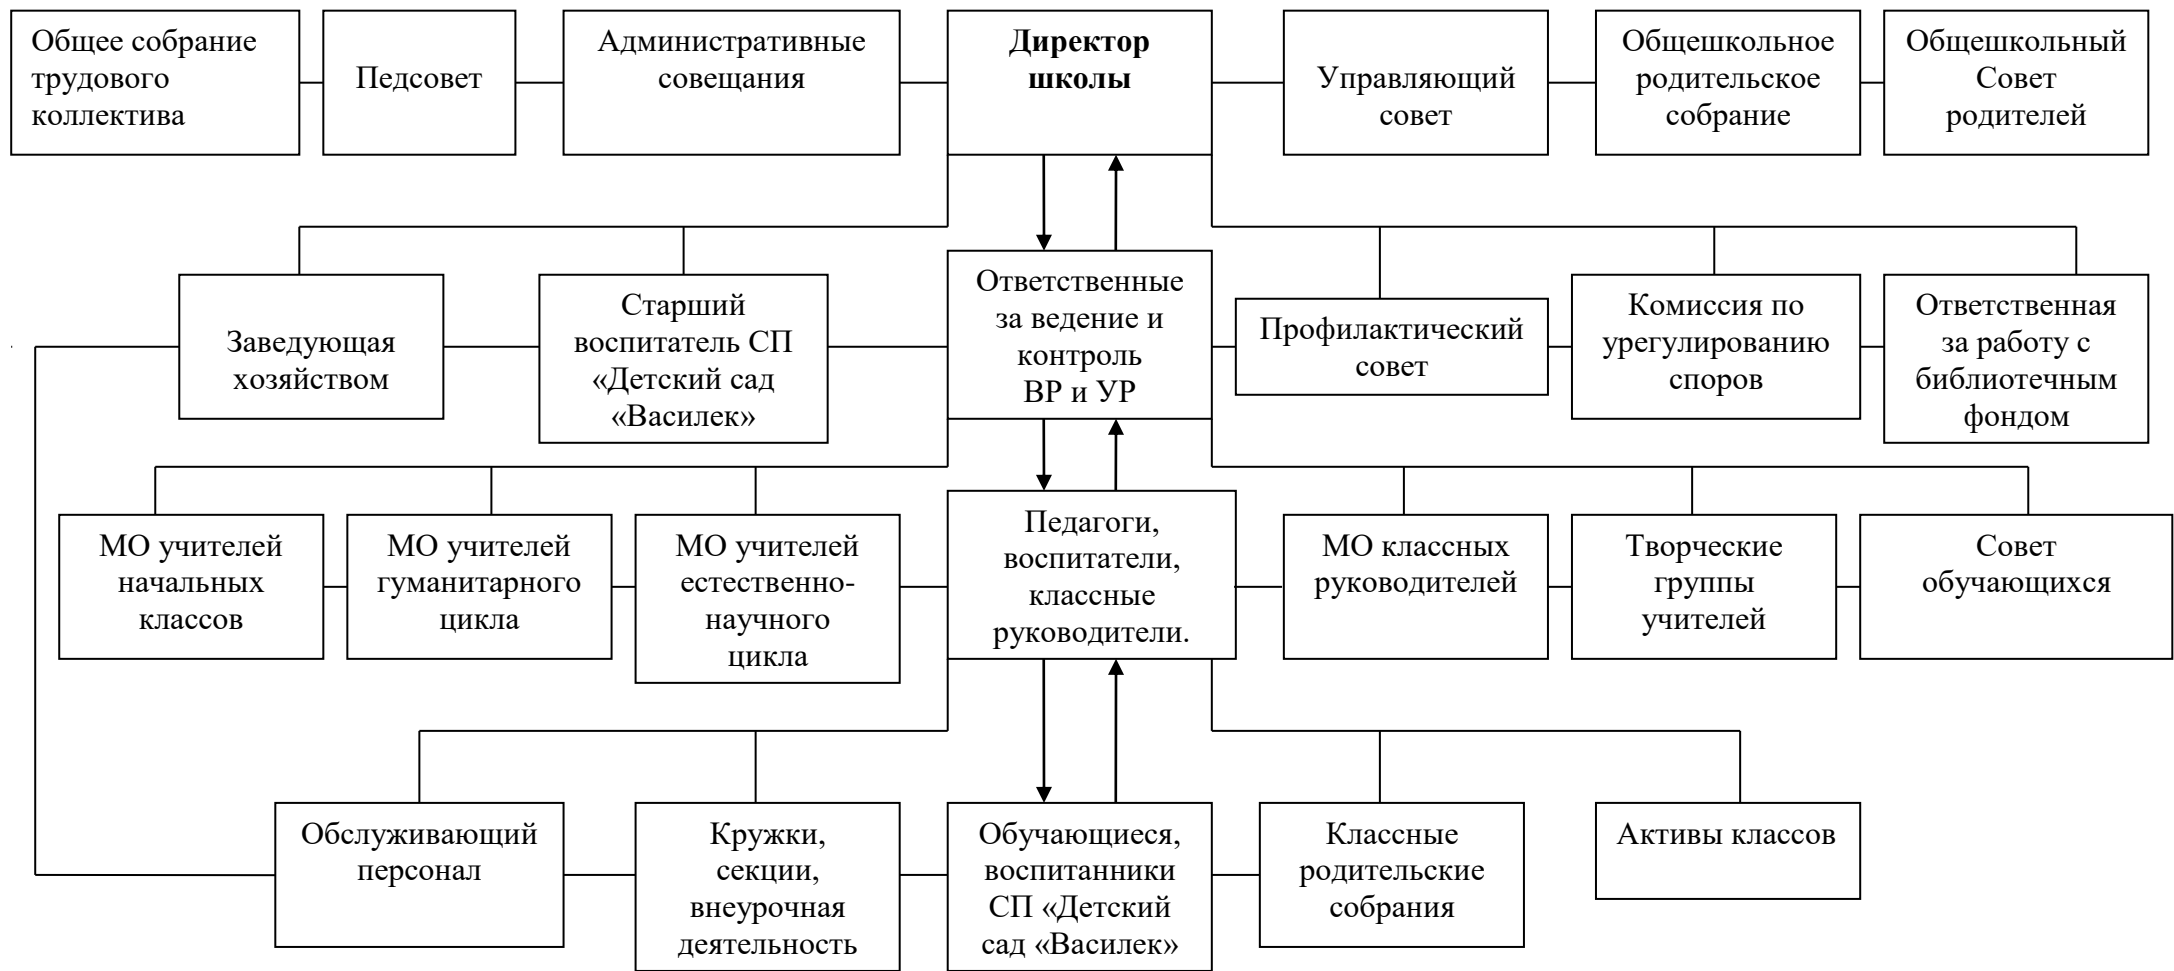 Общее собрание
трудового
коллектива
Педсовет
Административные
совещания
Директор
школы
Управляющий
совет
Общешкольное
родительское
собрание
Общешкольный
Совет
родителей
Заведующая
хозяйством
Старший
воспитатель СП
«Детский сад
«Василек»
Ответственные
за ведение и
контроль
ВР и УР
Профилактический
совет
Комиссия по
урегулированию
споров
Ответственная
за работу с
библиотечным
фондом
МО учителей
начальных
классов
МО учителей
гуманитарного
цикла
МО учителей
естественно-
научного
цикла
Педагоги,
воспитатели,
классные
руководители.
МО классных
руководителей
Творческие
группы
учителей
Совет
обучающихся
Обслуживающий
персонал
Кружки,
секции,
внеурочная
деятельность
Обучающиеся,
воспитанники
СП «Детский
сад «Василек»
Классные
родительские
собрания
Активы классов